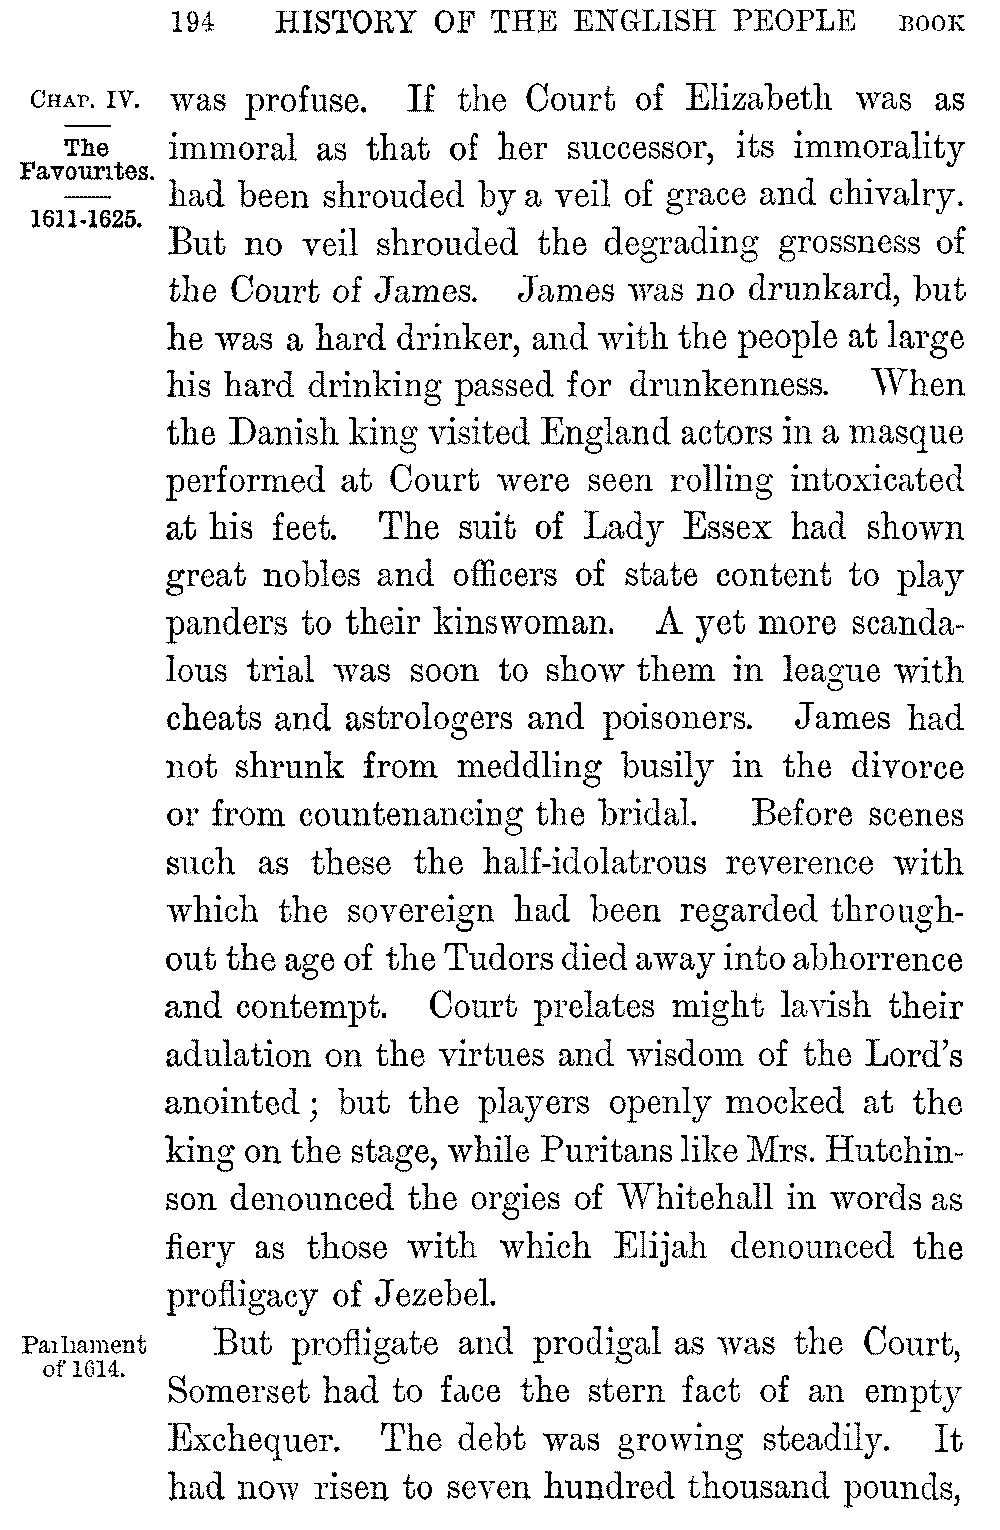 194 HISTORY OF THE ENGLISH PEOPLE BOOK
CHAP. IV.
The
Favourites.
1611-1625.
was profuse. If the Court of Elizabeth was as
immoral as that of her successor, its immorality
had been shrouded by a veil of grace and chivalry.
But no veil shrouded the degrading grossness of
the Court of James. James was no drunkard, but
he was a hard drinker, and with the people at large
his hard drinking passed for drunkenness. When
the Danish king visited England actors in a masque
performed at Court were seen rolling intoxicated
at his feet. The suit of Lady Essex had shown
great nobles and officers of state content to play
panders to their kinswoman. A yet more scanda-
lous trial was soon to show them in league with
cheats and astrologers and poisoners. James had
not shrunk from meddling busily in the divorce
or from countenancing the bridal. Before scenes
such as these the half-idolatrous reverence with
which the sovereign had been regarded through-
out the age of the Tudors died away into abhorrence
and contempt. Court prelates might lavish their
adulation on the virtues and wisdom of the Lord's
anointed; but the players openly mocked at the
king on the stage, while Puritans like Mrs. Hutchin-
son denounced the orgies of Whitehall in words as
fiery as those with which Elijah denounced the
profligacy of Jezebel.
Parliament
of 1614.
But profligate and prodigal as was the Court,
Somerset had to face the stern fact of an empty
Exchequer. The debt was growing steadily. It
had now risen to seven hundred thousand pounds,